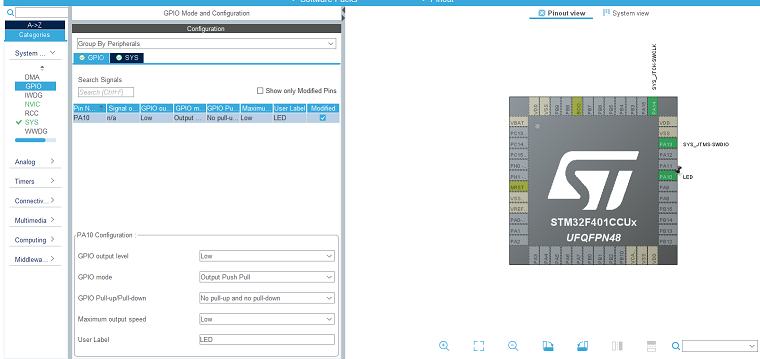 Software Packs
Pinout
GPIO Mode and Configuration
Pinout view
System view
A->Z
Configuration
Categories
Group By Peripherals
System ...
GPIO
SYS
DMA
GPIO
IWDG
NVIC
RCC
SYS
WWDG
Search Signals
Search (Ctrl+F)
Show only Modified Pins
Pin N... Signal o... GPIO ou... GPIO m... GPIO Pu... Maximu... User Label Modified
PA10 n/a Low Output ... No pull-u... Low LED
Analog
Timers
Connectiv...
Multimedia
Computing
Middlewa...
PA10 Configuration :
GPIO output level
Low
GPIO mode
Output Push Pull
GPIO Pull-up/Pull-down
No pull-up and no pull-down
Maximum output speed
Low
User Label
LED
SYS_JTCK-SWCLK
VBAT
PC13..
PC14..
PC15..
NRST
VSS..
VREF..
PA1
PA2
VDD
VSS
PA13
PA12
PA11
PA10
PA9
PA8
PB15
PB14
PB13
PB12
SYS_JTMS-SWDIO
LED
ST
STM32F401CCUx
UFQFPN48